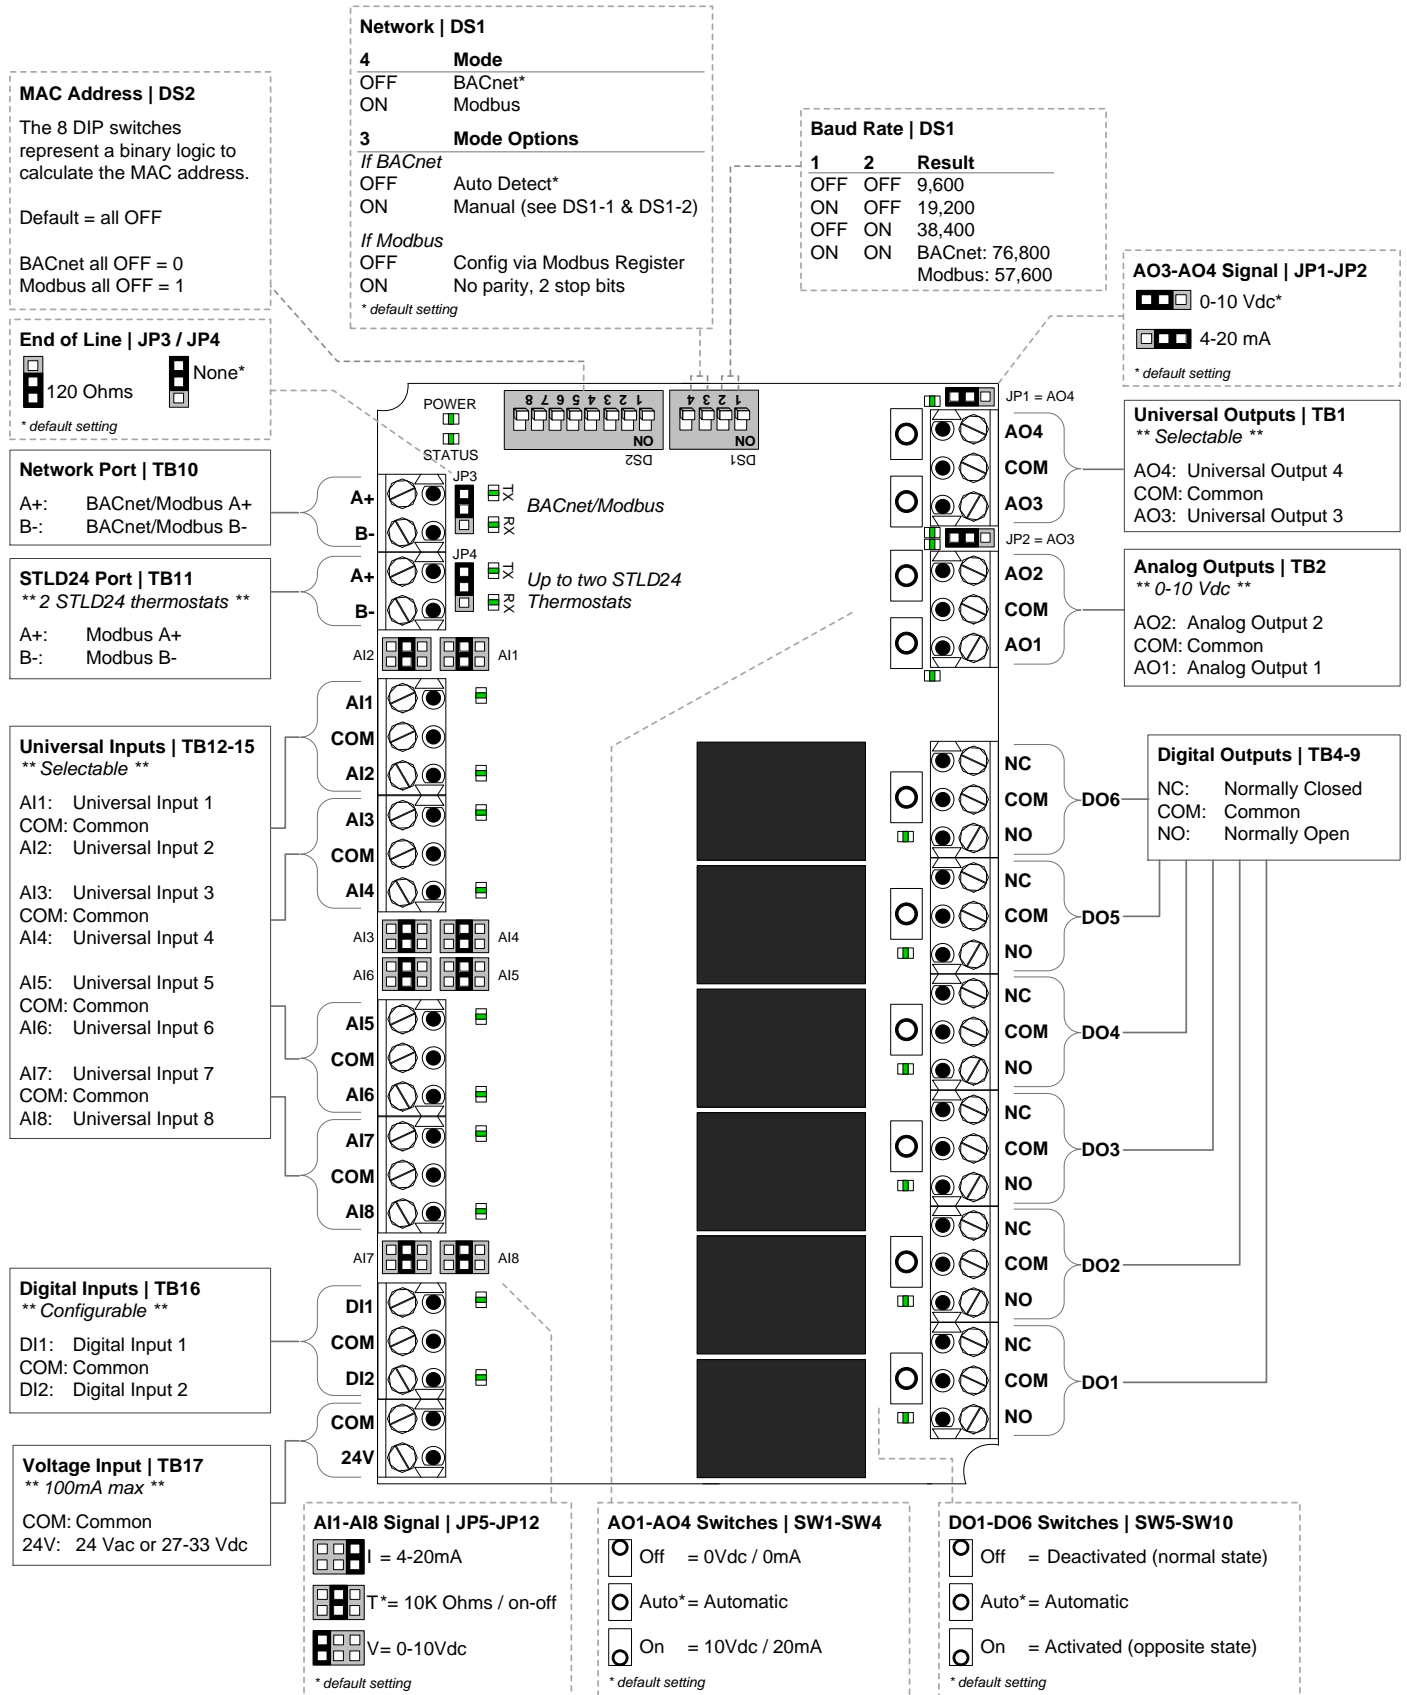 Network | DS1
4 Mode
OFF BACnet*
ON Modbus
3 Mode Options
If BACnet
OFF Auto Detect*
ON Manual (see DS1-1 & DS1-2)
If Modbus
OFF Config via Modbus Register
ON No parity, 2 stop bits
* default setting
MAC Address | DS2
The 8 DIP switches
represent a binary logic to
calculate the MAC address.
Default = all OFF
BACnet all OFF = 0
Modbus all OFF = 1
Baud Rate | DS1
1 2 Result
OFF OFF 9,600
ON OFF 19,200
OFF ON 38,400
ON ON BACnet: 76,800
Modbus: 57,600
AO3-AO4 Signal | JP1-JP2
0-10 Vdc*
4-20 mA
* default setting
End of Line | JP3 / JP4
120 Ohms
None*
* default setting
Network Port | TB10
A+: BACnet/Modbus A+
B-: BACnet/Modbus B-
STLD24 Port | TB11
** 2 STLD24 thermostats **
A+: Modbus A+
B-: Modbus B-
Universal Inputs | TB12-15
** Selectable **
AI1: Universal Input 1
COM: Common
AI2: Universal Input 2
AI3: Universal Input 3
COM: Common
AI4: Universal Input 4
AI5: Universal Input 5
COM: Common
AI6: Universal Input 6
AI7: Universal Input 7
COM: Common
AI8: Universal Input 8
Digital Inputs | TB16
** Configurable **
DI1: Digital Input 1
COM: Common
DI2: Digital Input 2
Voltage Input | TB17
** 100mA max **
COM: Common
24V: 24 Vac or 27-33 Vdc
POWER
STATUS
8 7 6 5 4 3 2 1
ON
DS2
4 3 2 1
ON
DS1
JP3
A+
B-
TX
RX
BACnet/Modbus
JP4
A+
B-
TX
RX
Up to two STLD24
Thermostats
AI2 AI1
AI1
COM
AI2
AI3
COM
AI4
AI3 AI4
AI6 AI5
AI5
COM
AI6
AI7
COM
AI8
AI7 AI8
DI1
COM
DI2
COM
24V
JP1 = AO4
AO4
COM
AO3
JP2 = AO3
AO2
COM
AO1
NC
COM DO6
NO
NC
COM DO5
NO
NC
COM DO4
NO
NC
COM DO3
NO
NC
COM DO2
NO
NC
COM DO1
NO
Universal Outputs | TB1
** Selectable **
AO4: Universal Output 4
COM: Common
AO3: Universal Output 3
Analog Outputs | TB2
** 0-10 Vdc **
AO2: Analog Output 2
COM: Common
AO1: Analog Output 1
Digital Outputs | TB4-9
NC: Normally Closed
COM: Common
NO: Normally Open
AI1-AI8 Signal | JP5-JP12
I = 4-20mA
T*= 10K Ohms / on-off
V= 0-10Vdc
* default setting
AO1-AO4 Switches | SW1-SW4
Off = 0Vdc / 0mA
Auto*= Automatic
On = 10Vdc / 20mA
* default setting
DO1-DO6 Switches | SW5-SW10
Off = Deactivated (normal state)
Auto*= Automatic
On = Activated (opposite state)
* default setting